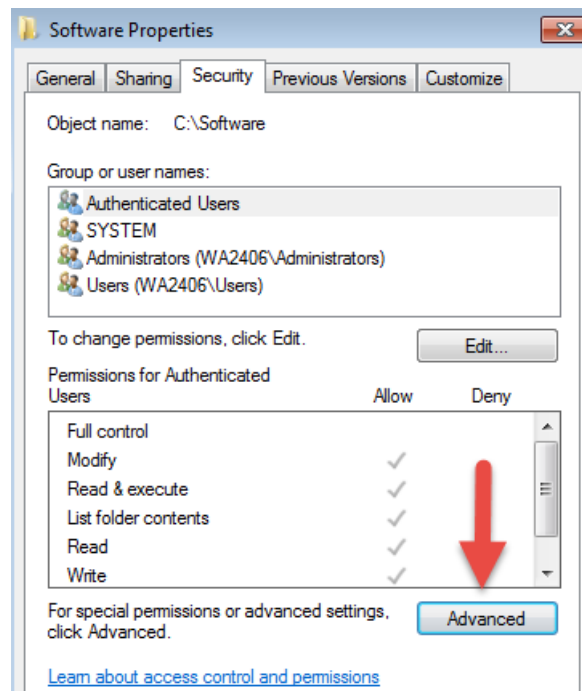 Software Properties
General Sharing Security Previous Versions Customize
Object name: C:\Software
Group or user names:
Authenticated Users
SYSTEM
Administrators (WA2406\Administrators)
Users (WA2406\Users)
To change permissions, click Edit.
Edit...
Permissions for Authenticated
Users Allow Deny
Full control
Modify
Read & execute
List folder contents
Read
Write
For special permissions or advanced settings,
click Advanced.
Advanced
Learn about access control and permissions